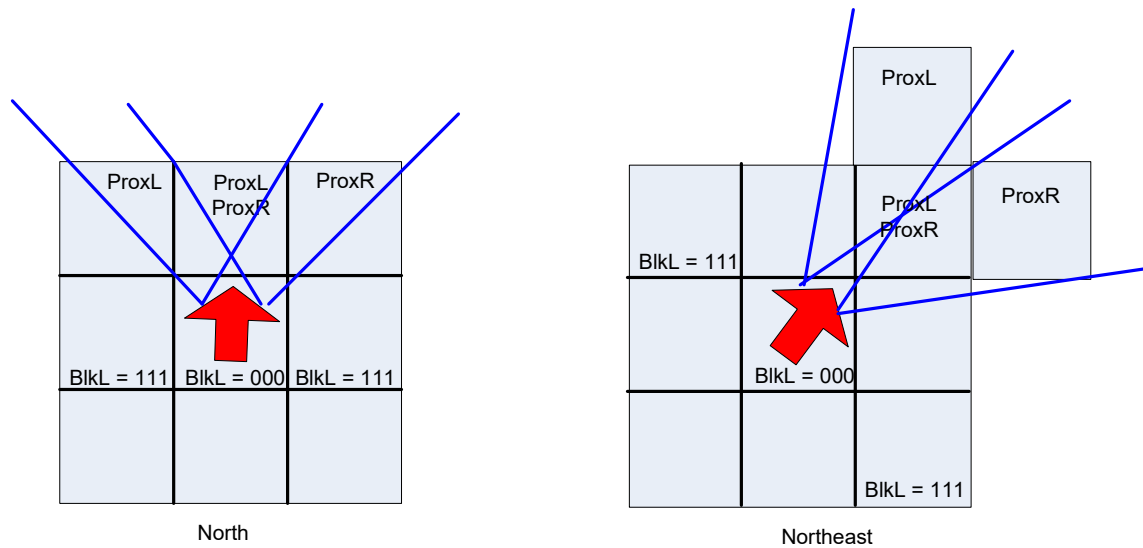 ProxL
ProxL
ProxR
ProxR
BlkL = 111
BlkL = 000
BlkL = 111
North
ProxL
ProxL
ProxR
ProxR
BlkL = 111
BlkL = 000
BlkL = 111
Northeast